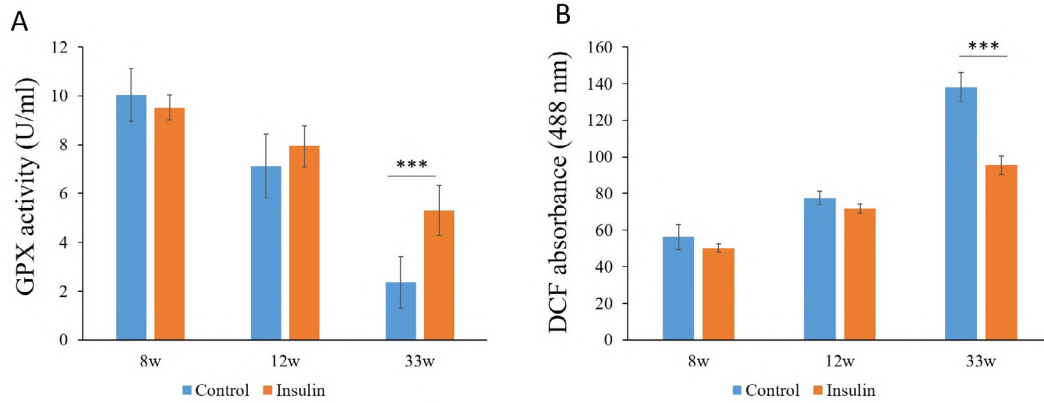 A
GPX activity (U/ml)
12
10
8
6
4
2
0
***
8w
12w
33w
Control
Insulin
B
DCF absorbance (488 nm)
160
140
120
100
80
60
40
20
0
***
8w
12w
33w
Control
Insulin